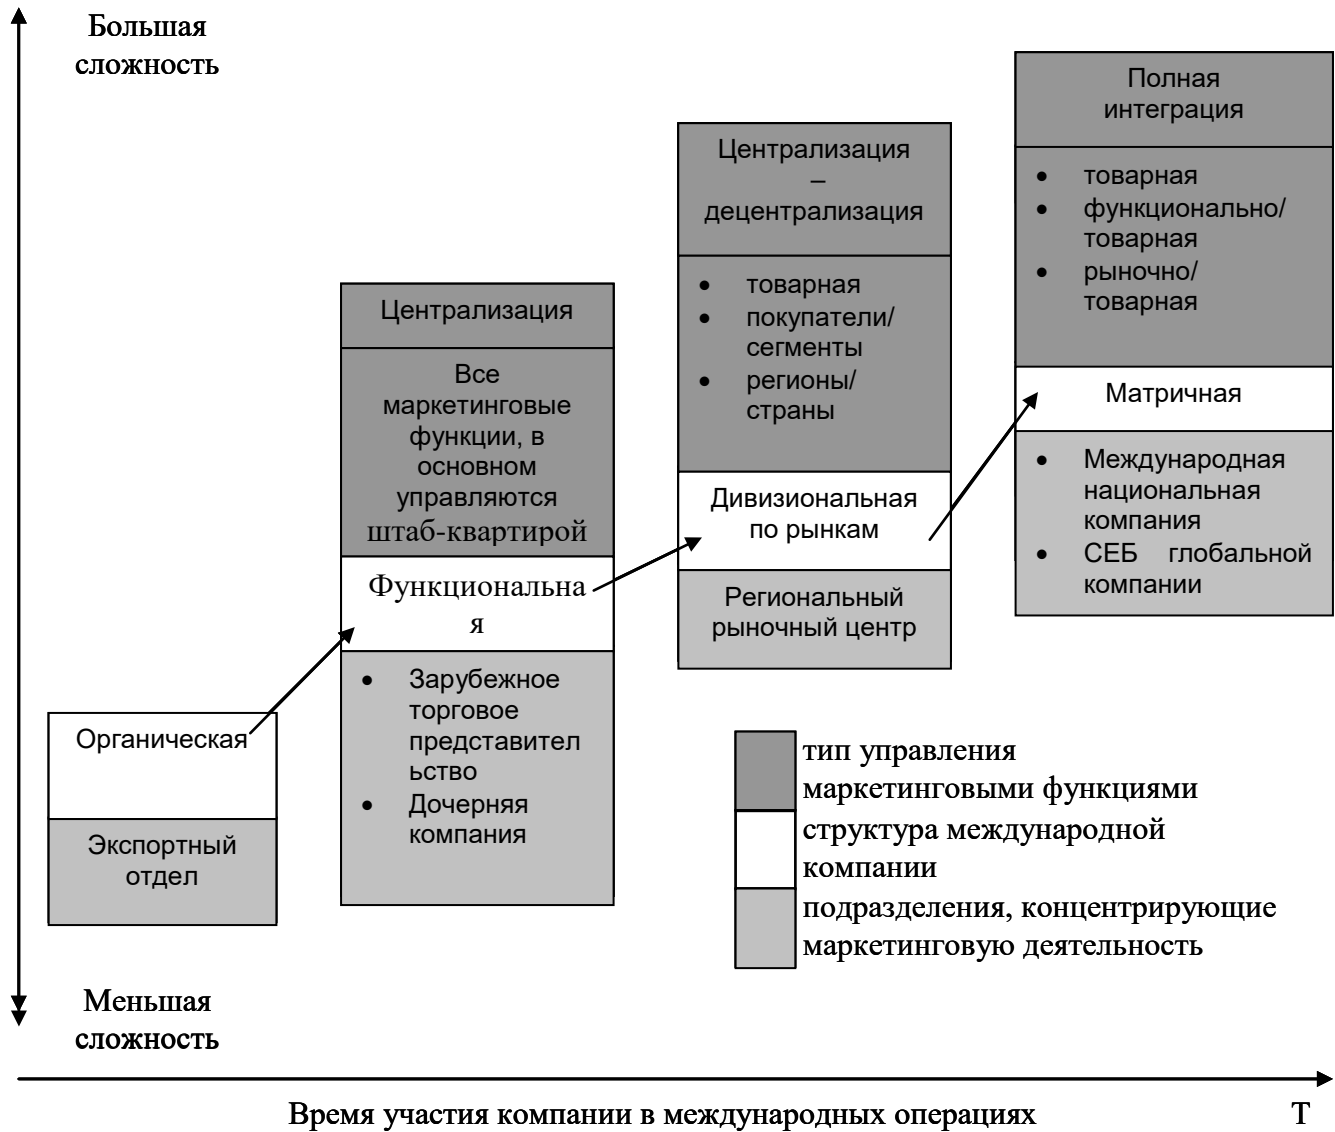 Большая
сложность
Полная
интеграция
• товарная
• функционально/
товарная
• рыночно/
товарная
Матричная
• Международная
национальная
компания
• СЕБ глобальной
компании
Централизация
–
децентрализация
• товарная
• покупатели/
сегменты
• регионы/
страны
Дивизиональная
по рынкам
Региональный
рыночный центр
Централизация
Все
маркетинговые
функции, в
основном
управляются
штаб-квартирой
Функциональна
я
• Зарубежное
торговое
представител
ьство
• Дочерняя
компания
Органическая
Экспортный
отдел
тип управления
маркетинговыми функциями
структура международной
компании
подразделения, концентрирующие
маркетинговую деятельность
Меньшая
сложность
Время участия компании в международных операциях
Т